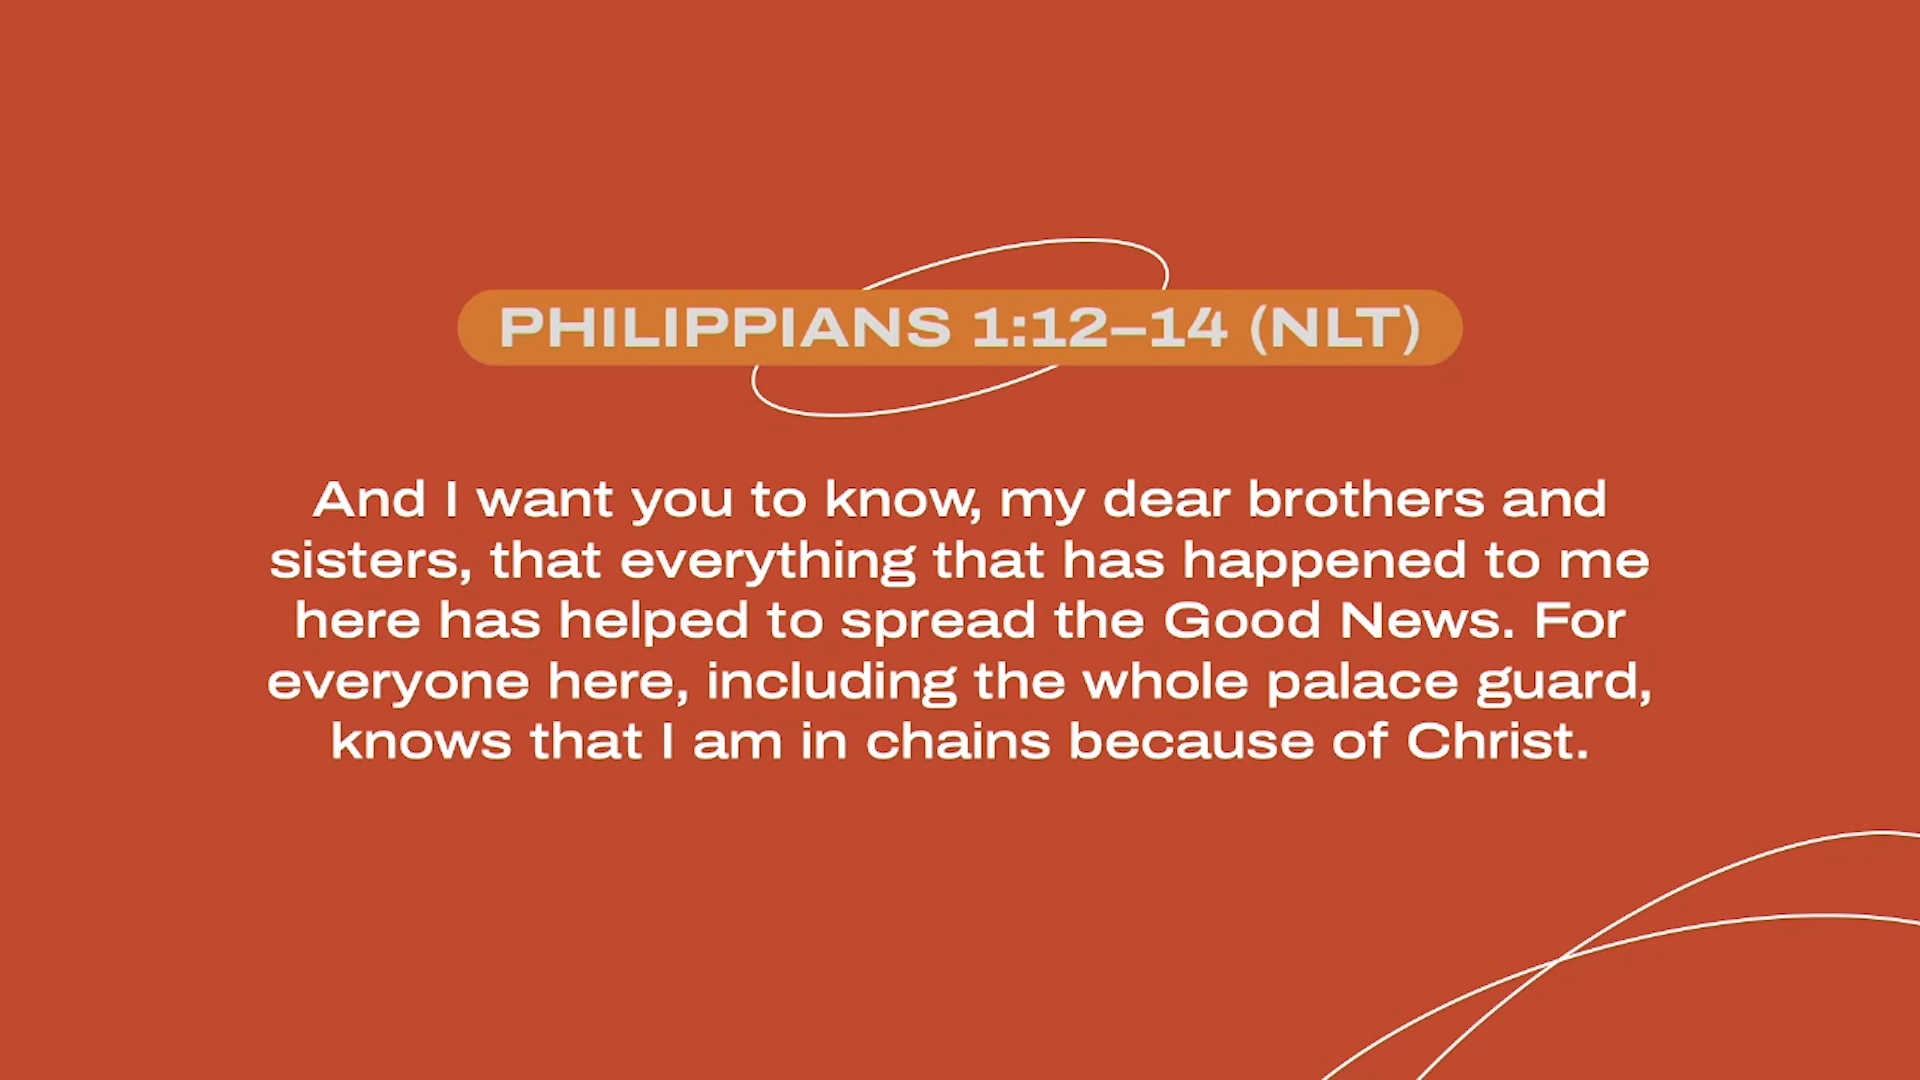 PHILIPPIANS 1:12–14 (NLT)
And I want you to know, my dear brothers and
sisters, that everything that has happened to me
here has helped to spread the Good News. For
everyone here, including the whole palace guard,
knows that I am in chains because of Christ.